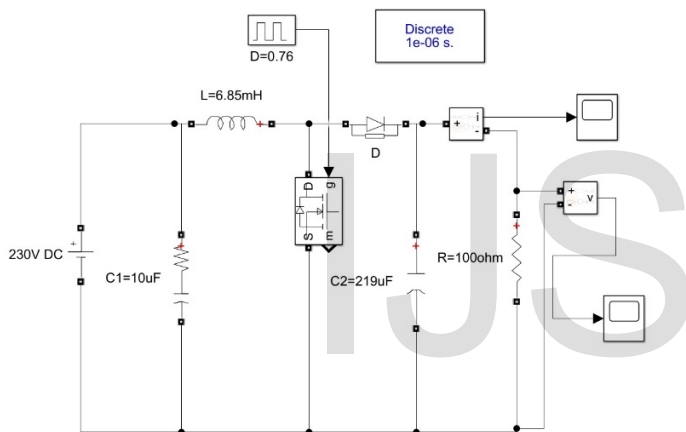 D=0.76
Discrete
1e-06 s.
L=6.85mH
D
i
+
-
D
g
S
m
+
-
v
+
230V DC
C1=10uF
C2=219uF
R=100ohm
IJS